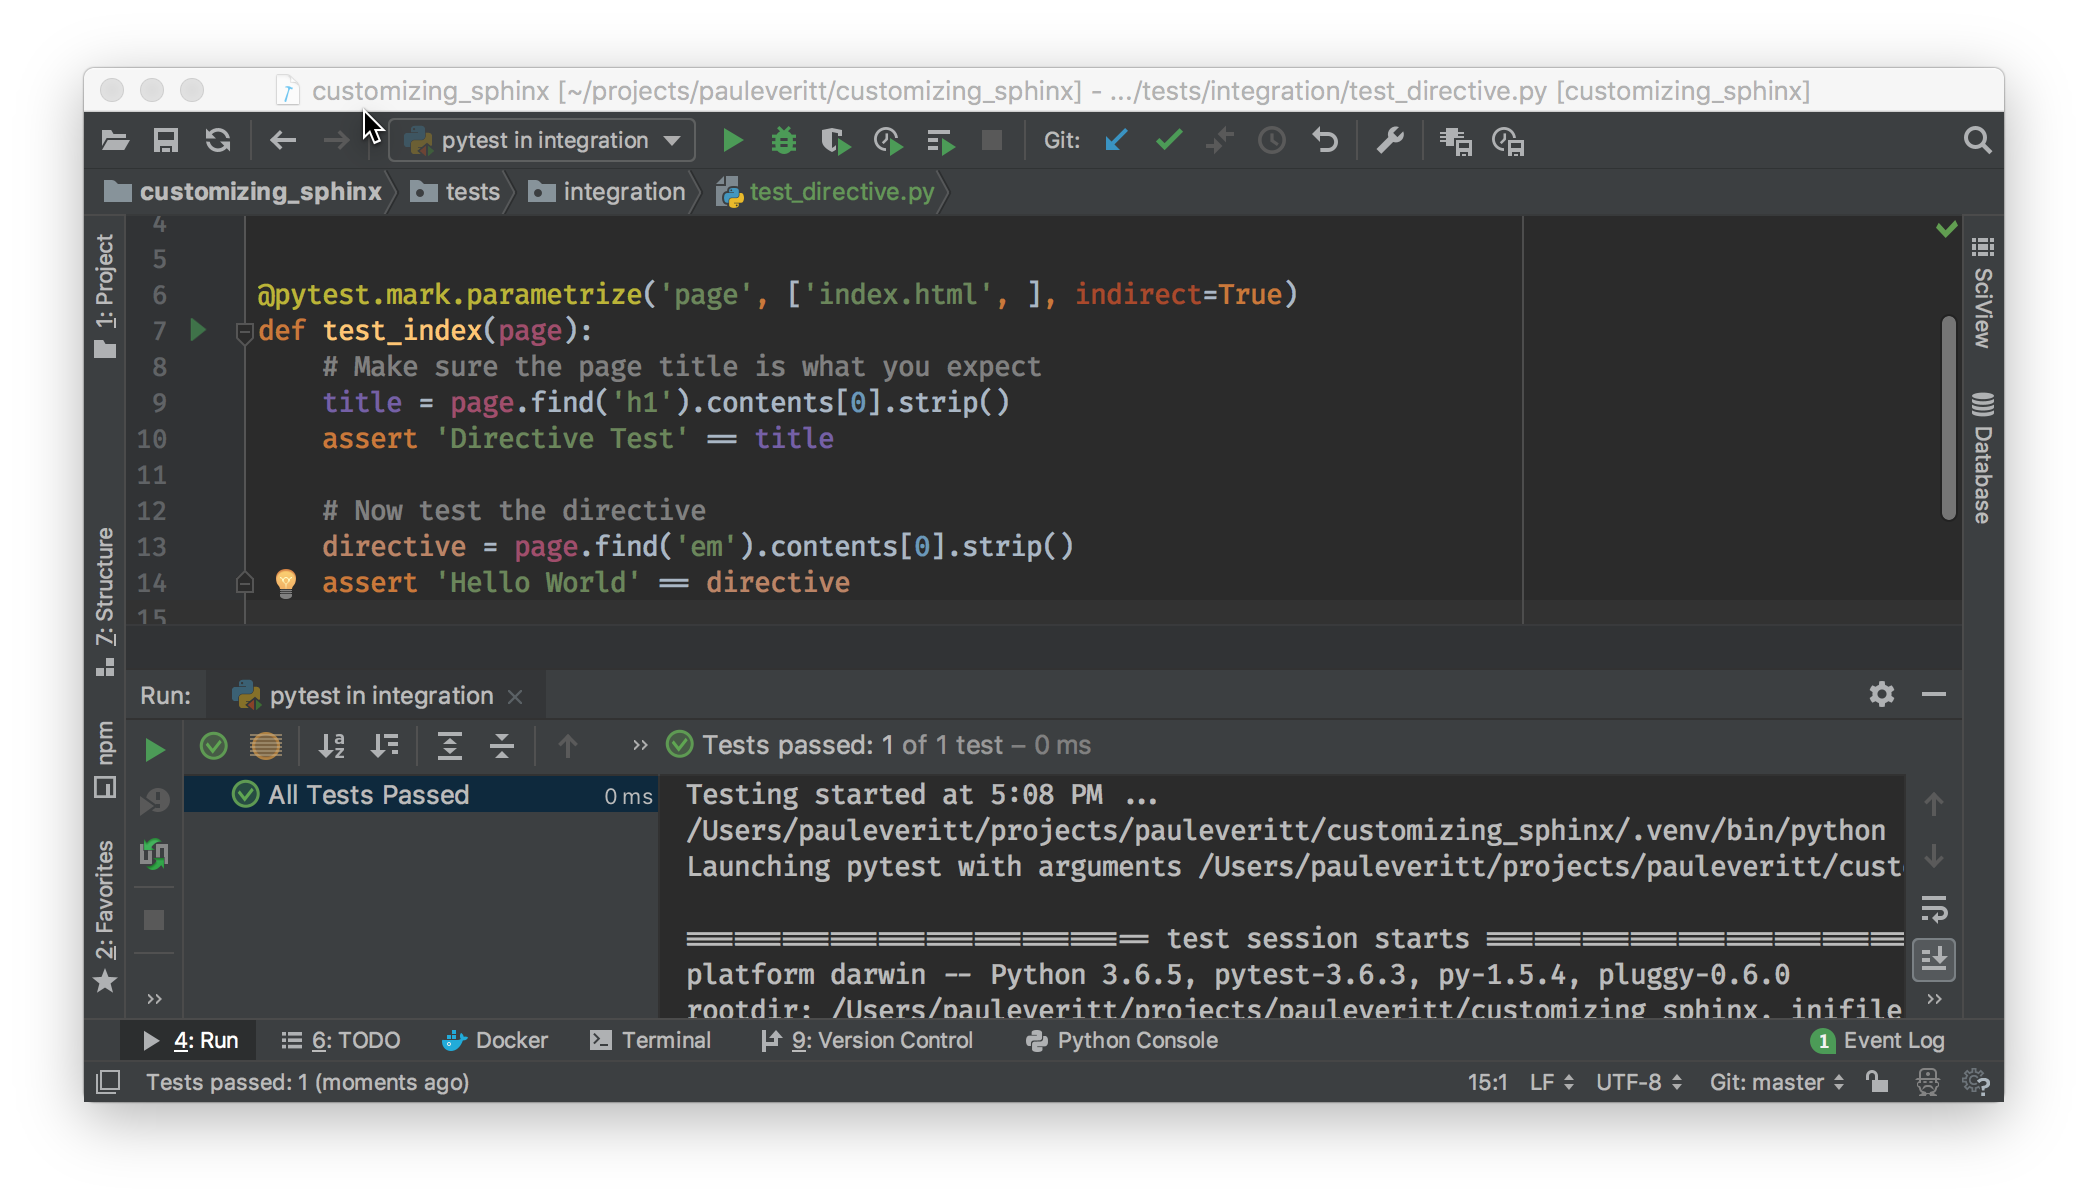 customizing_sphinx [~/projects/pauleveritt/customizing_sphinx] - .../tests/integration/test_directive.py [customizing_sphinx]
pytest in integration
Git:
customizing_sphinx tests integration test_directive.py
1: Project
7: Structure
npm
2: Favorites
4
5
6 @pytest.mark.parametrize('page', ['index.html', ], indirect=True)
7 def test_index(page):
8 # Make sure the page title is what you expect
9 title = page.find('h1').contents[0].strip()
10 assert 'Directive Test' == title
11
12 # Now test the directive
13 directive = page.find('em').contents[0].strip()
14 assert 'Hello World' == directive
15
SciView
Database
Run: pytest in integration
Tests passed: 1 of 1 test – 0 ms
All Tests Passed 0 ms
Testing started at 5:08 PM ...
/Users/pauleveritt/projects/pauleveritt/customizing_sphinx/.venv/bin/python
Launching pytest with arguments /Users/pauleveritt/projects/pauleveritt/cust
============================= test session starts ==========================
platform darwin -- Python 3.6.5, pytest-3.6.3, py-1.5.4, pluggy-0.6.0
rootdir: /Users/pauleveritt/projects/pauleveritt/customizing_sphinx, inifile
4: Run 6: TODO Docker Terminal 9: Version Control Python Console 1 Event Log
Tests passed: 1 (moments ago) 15:1 LF UTF-8 Git: master